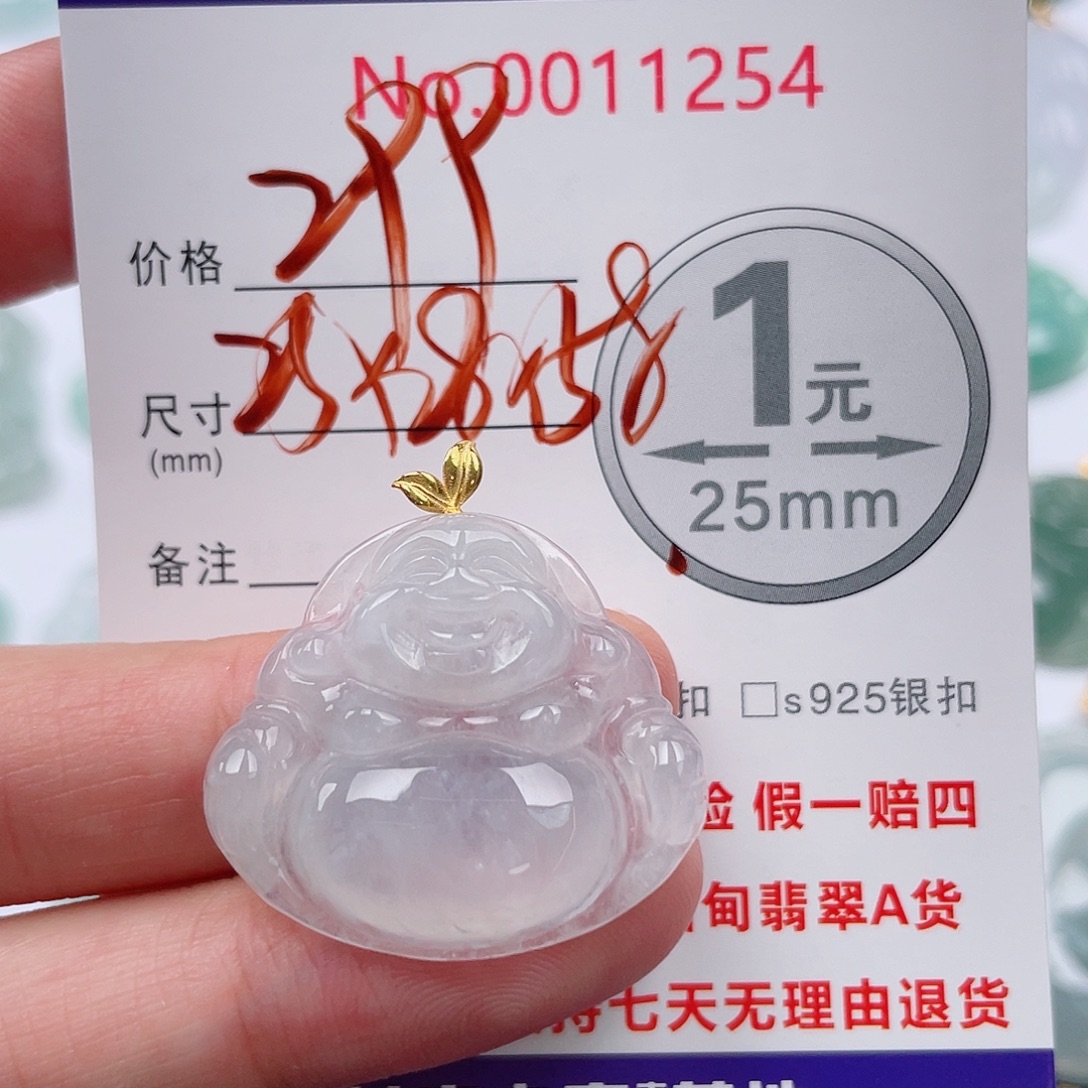 No.0011254
价格 299
1元
尺寸
(mm)
25mm
备注
扣 □s925银扣
假一赔四
甸翡翠A货
七天无理由退货